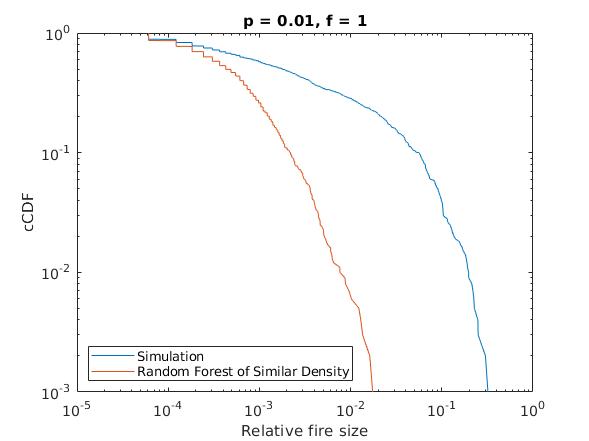 p = 0.01, f = 1
10^0
10^-1
10^-2
10^-3
cCDF
Simulation
Random Forest of Similar Density
10^-5 10^-4 10^-3 10^-2 10^-1 10^0
Relative fire size